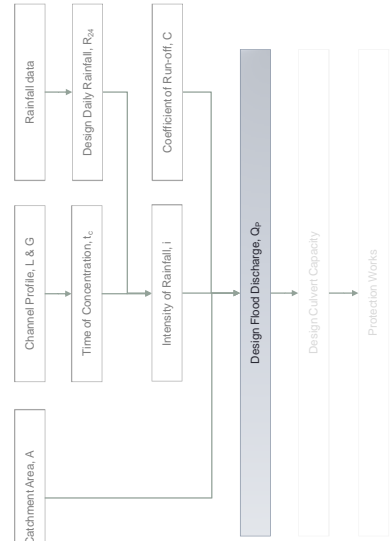 Rainfall data
Design Daily Rainfall, R24
Coefficient of Run-off, C
Channel Profile, L & G
Time of Concentration, tc
Intensity of Rainfall, i
Catchment Area, A
Design Flood Discharge, QP
Design Culvert Capacity
Protection Works